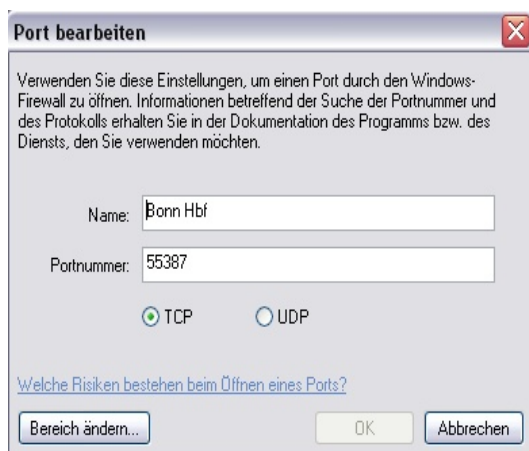 Port bearbeiten
Verwenden Sie diese Einstellungen, um einen Port durch den Windows-
Firewall zu öffnen. Informationen betreffend der Suche der Portnummer und
des Protokolls erhalten Sie in der Dokumentation des Programms bzw. des
Diensts, den Sie verwenden möchten.
Name: Bonn Hbf
Portnummer: 55387
TCP UDP
Welche Risiken bestehen beim Öffnen eines Ports?
Bereich ändern... OK Abbrechen